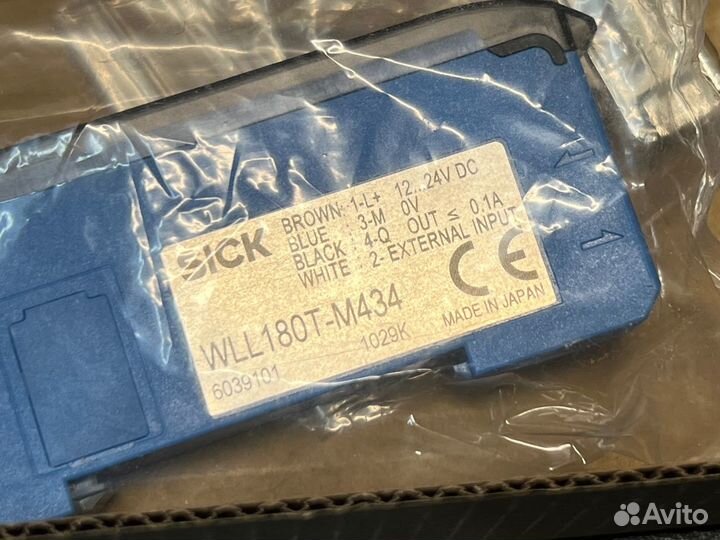 SICK
BROWN: 1-L+ 12...24V DC
BLUE : 3-M 0V
BLACK : 4-Q OUT ≤ 0.1A
WHITE : 2- EXTERNAL INPUT
WLL180T-M434
6039101 1029K
CE
MADE IN JAPAN
Avito